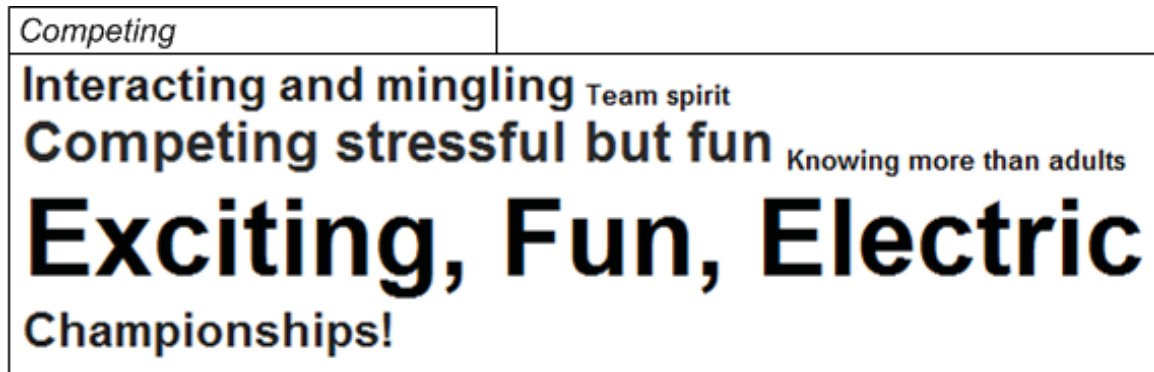 Competing
Interacting and mingling Team spirit
Competing stressful but fun Knowing more than adults
Exciting, Fun, Electric
Championships!